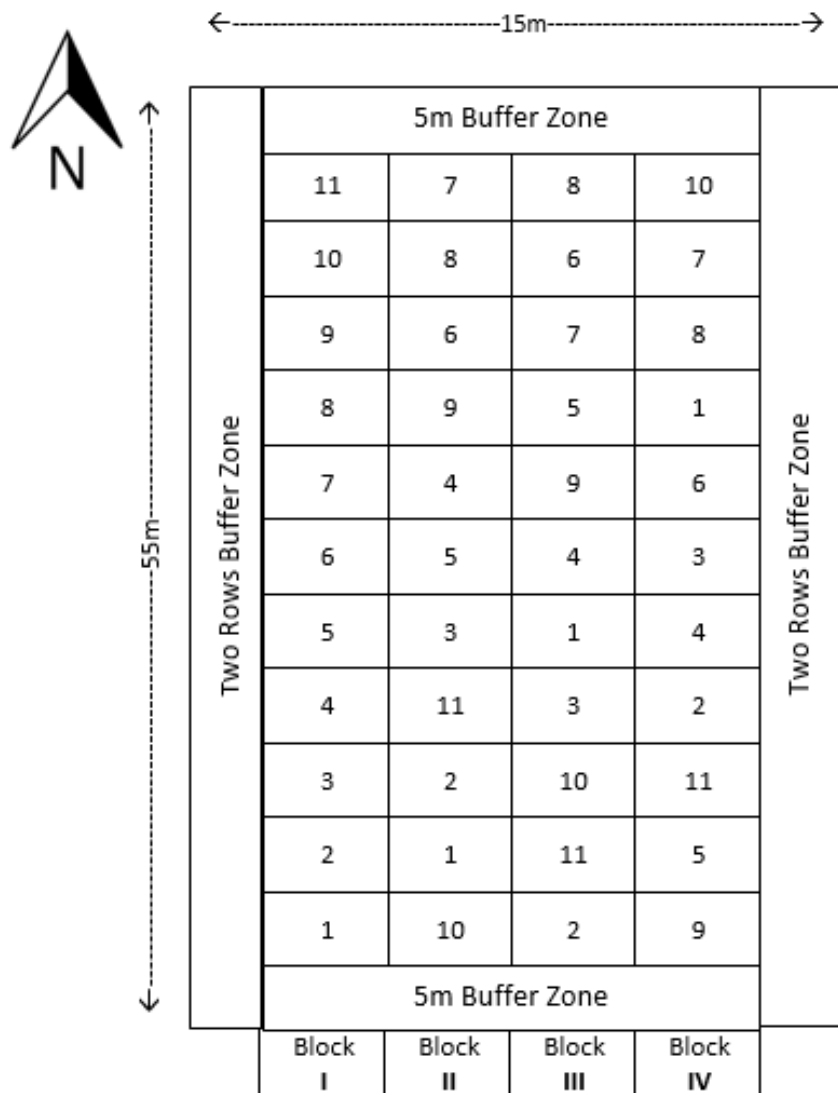 15m
N
5m Buffer Zone
55m
Two Rows Buffer Zone
11 7 8 10
10 8 6 7
9 6 7 8
8 9 5 1
7 4 9 6
6 5 4 3
5 3 1 4
4 11 3 2
3 2 10 11
2 1 11 5
1 10 2 9
Two Rows Buffer Zone
5m Buffer Zone
Block Block Block Block
I II III IV